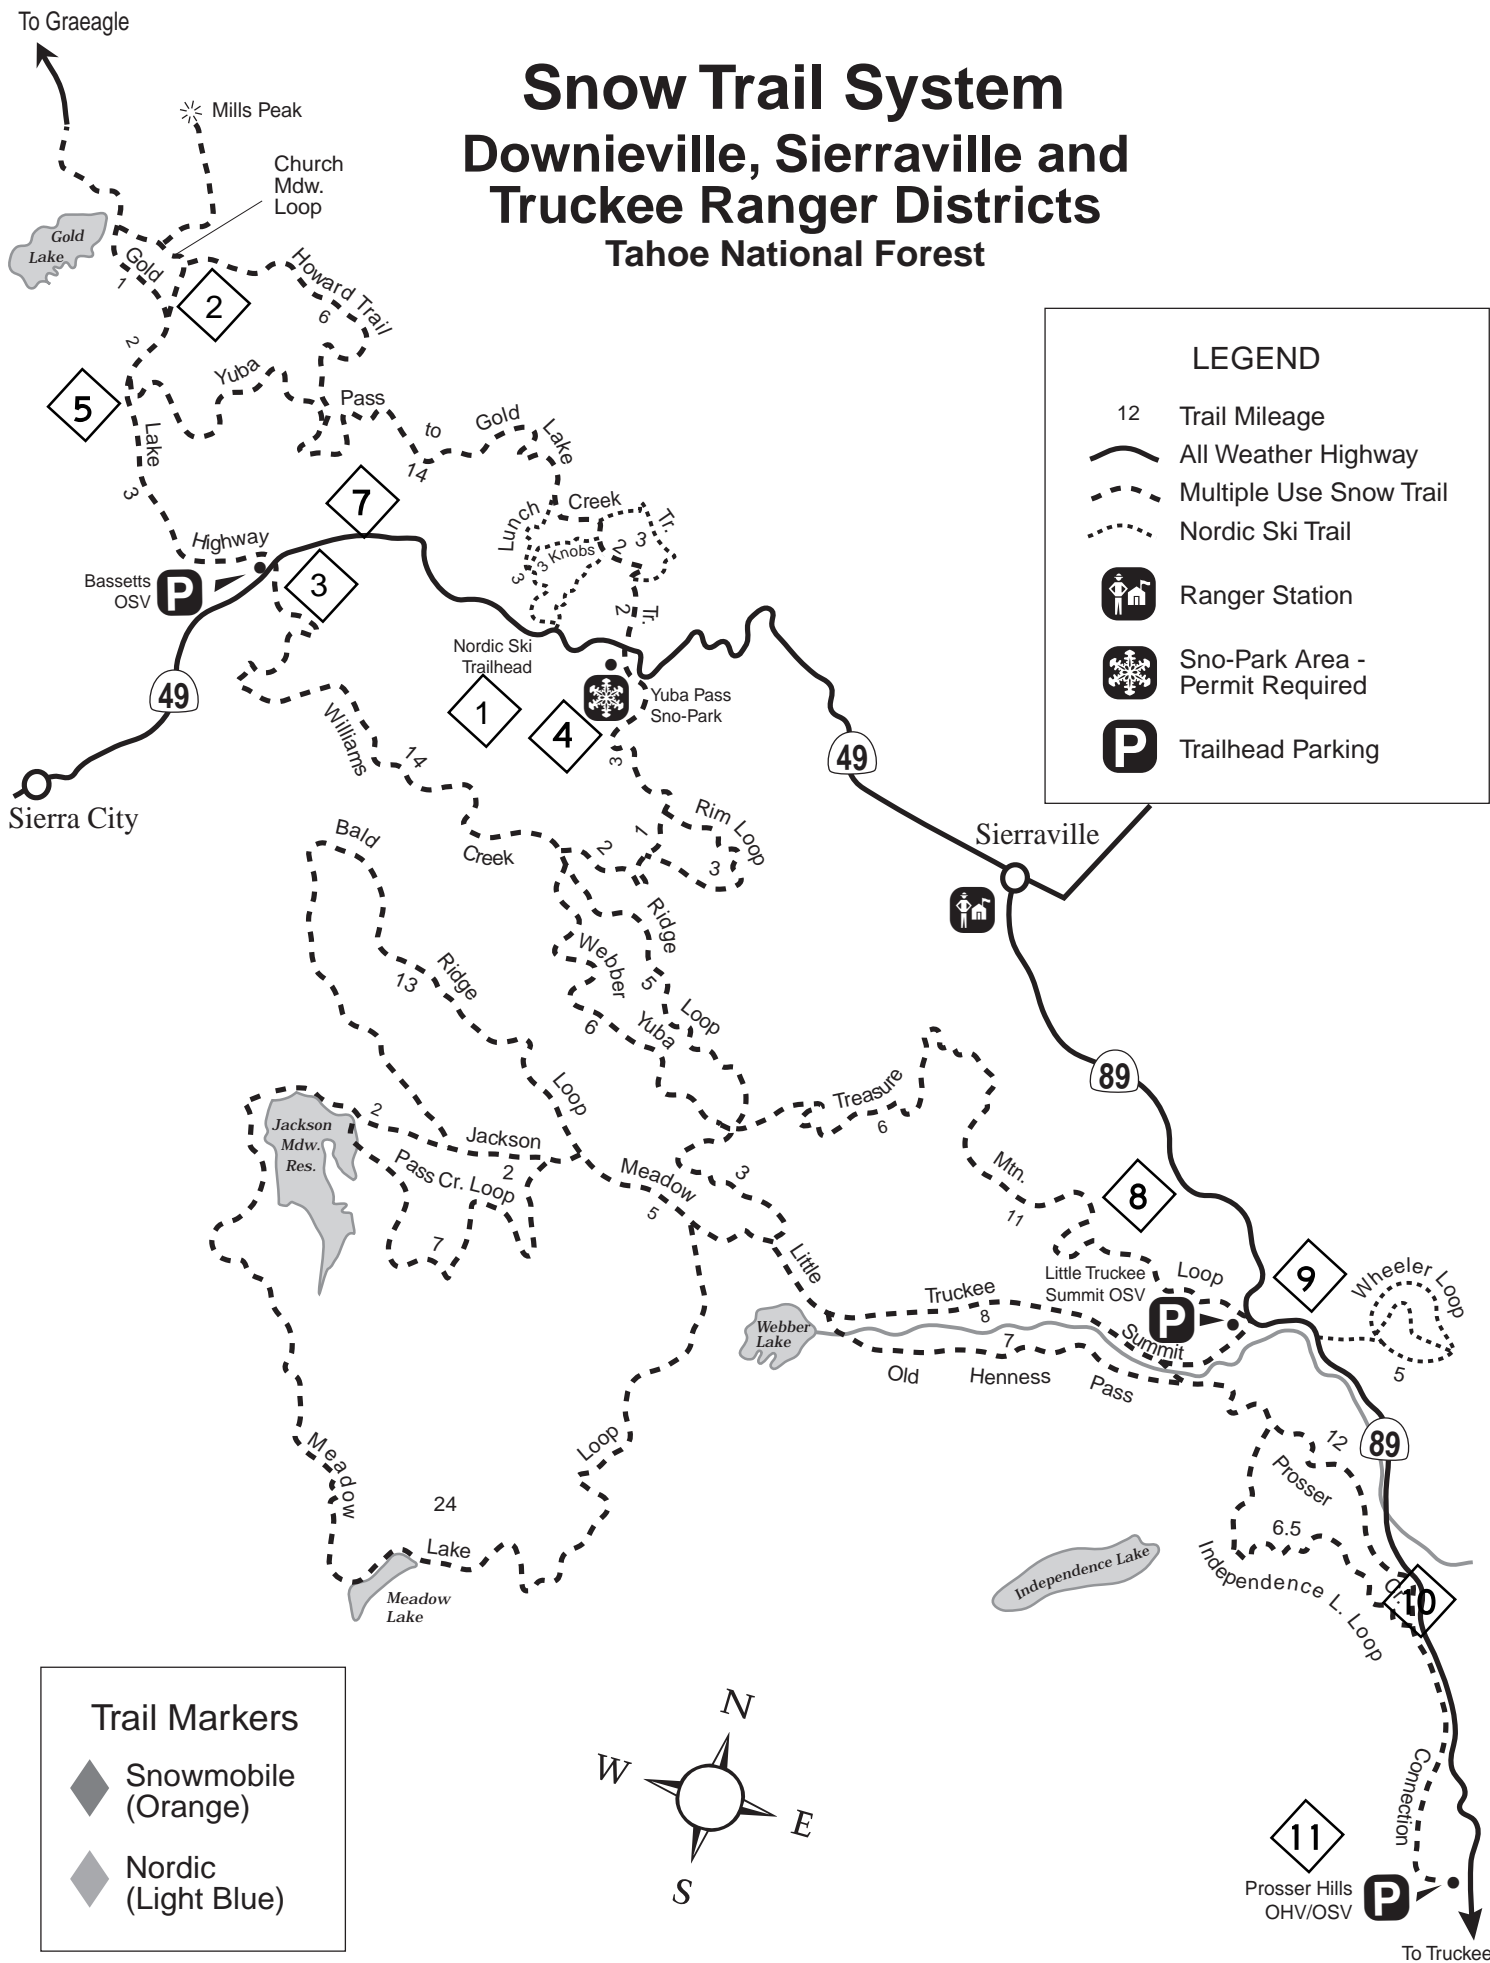 To Graeagle
Snow Trail System
Downieville, Sierraville and
Truckee Ranger Districts
Tahoe National Forest
Mills Peak
Church
Mdw.
Loop
Gold
Lake
Gold
1
2
Howard Trail
6
2
5
Yuba
Pass
to
Gold
Lake
14
Lake
3
Highway
7
Bassetts
OSV
P
3
49
Sierra City
Lunch
Creek
Tr.
3
3 Knobs
2
3
2
Tr.
Nordic Ski
Trailhead
1
4
Yuba Pass
Sno-Park
3
49
LEGEND
12 Trail Mileage
All Weather Highway
Multiple Use Snow Trail
Nordic Ski Trail
Ranger Station
Sno-Park Area -
Permit Required
P Trailhead Parking
Sierraville
Williams
14
Creek
2
1
Rim Loop
3
Bald
Ridge
13
Loop
Webber
6
Yuba
Ridge
5
Loop
89
Treasure
6
Mtn.
11
Loop
8
Jackson
Mdw.
Res.
2
Jackson
2
Pass Cr. Loop
7
Meadow
5
3
Little
Truckee
8
Summit
Little Truckee
Summit OSV
P
9
Wheeler Loop
5
Webber
Lake
7
Old
Henness
Pass
89
12
Prosser
6.5
Independence L. Loop
Cr.
10
Independence Lake
Meadow
24
Lake
Loop
Meadow
Lake
Connection
11
Prosser Hills
OHV/OSV
P
To Truckee
Trail Markers
Snowmobile
(Orange)
Nordic
(Light Blue)
N
W
E
S